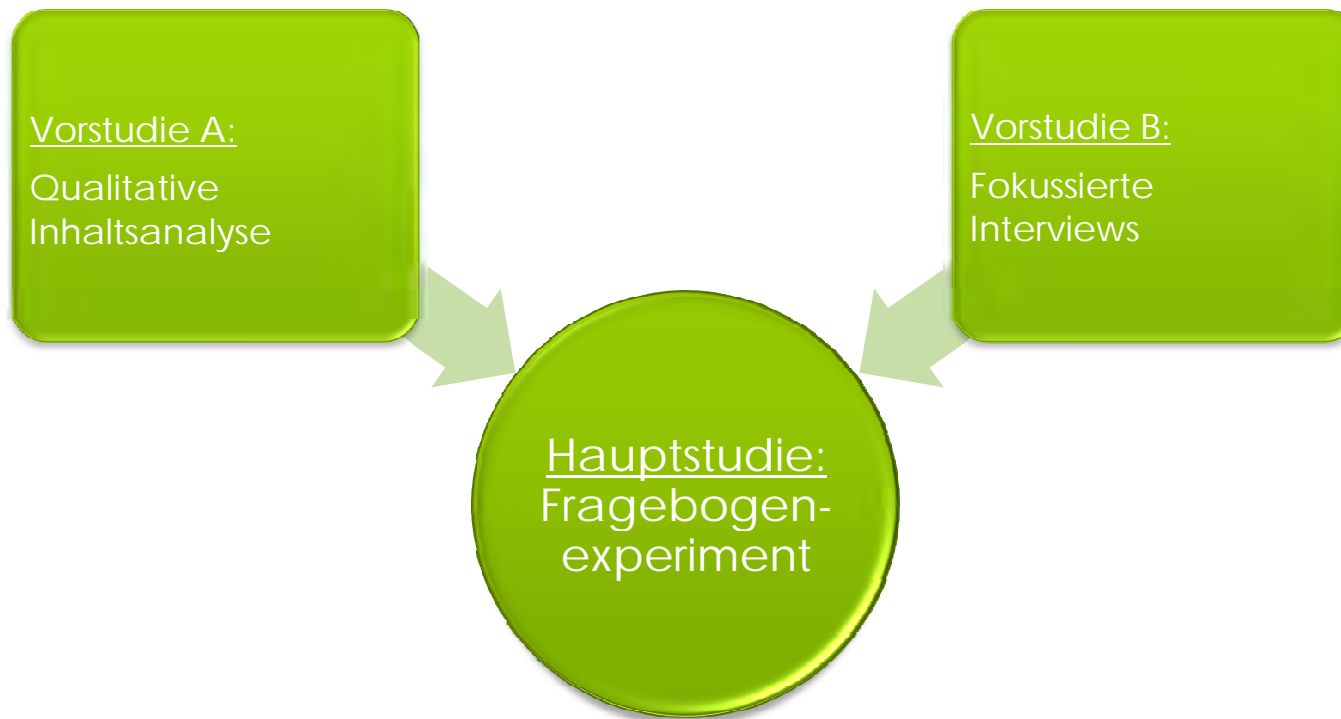 Vorstudie A:
Qualitative
Inhaltsanalyse
Vorstudie B:
Fokussierte
Interviews
Hauptstudie:
Fragebogen-
experiment